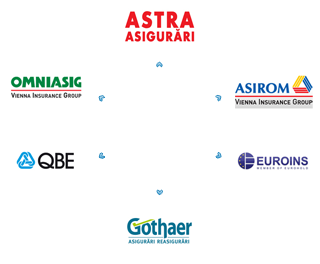 ASTRA
ASIGURĂRI
OMNIASIG
VIENNA INSURANCE GROUP
ASIROM
VIENNA INSURANCE GROUP
QBE
EUROINS
MEMBER OF EUROHOLD
Gothaer
ASIGURĂRI REASIGURĂRI